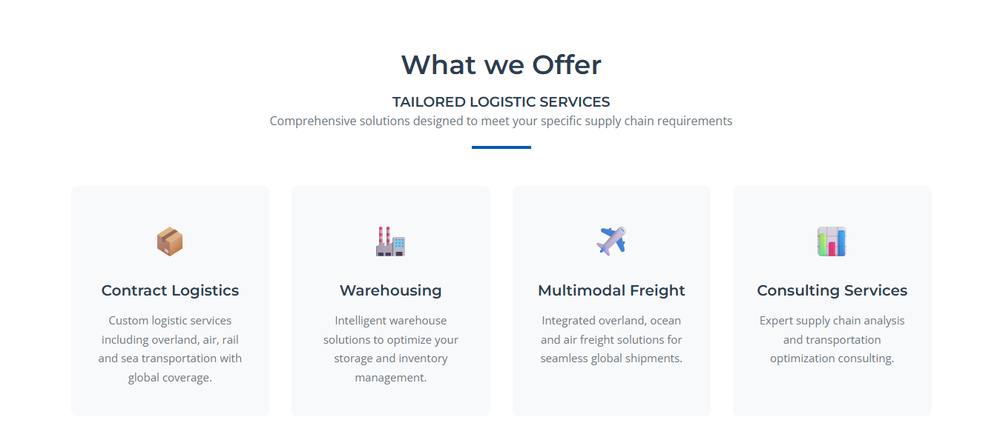 What we Offer
TAILORED LOGISTIC SERVICES
Comprehensive solutions designed to meet your specific supply chain requirements
Contract Logistics
Custom logistic services
including overland, air, rail
and sea transportation with
global coverage.
Warehousing
Intelligent warehouse
solutions to optimize your
storage and inventory
management.
Multimodal Freight
Integrated overland, ocean
and air freight solutions for
seamless global shipments.
Consulting Services
Expert supply chain analysis
and transportation
optimization consulting.